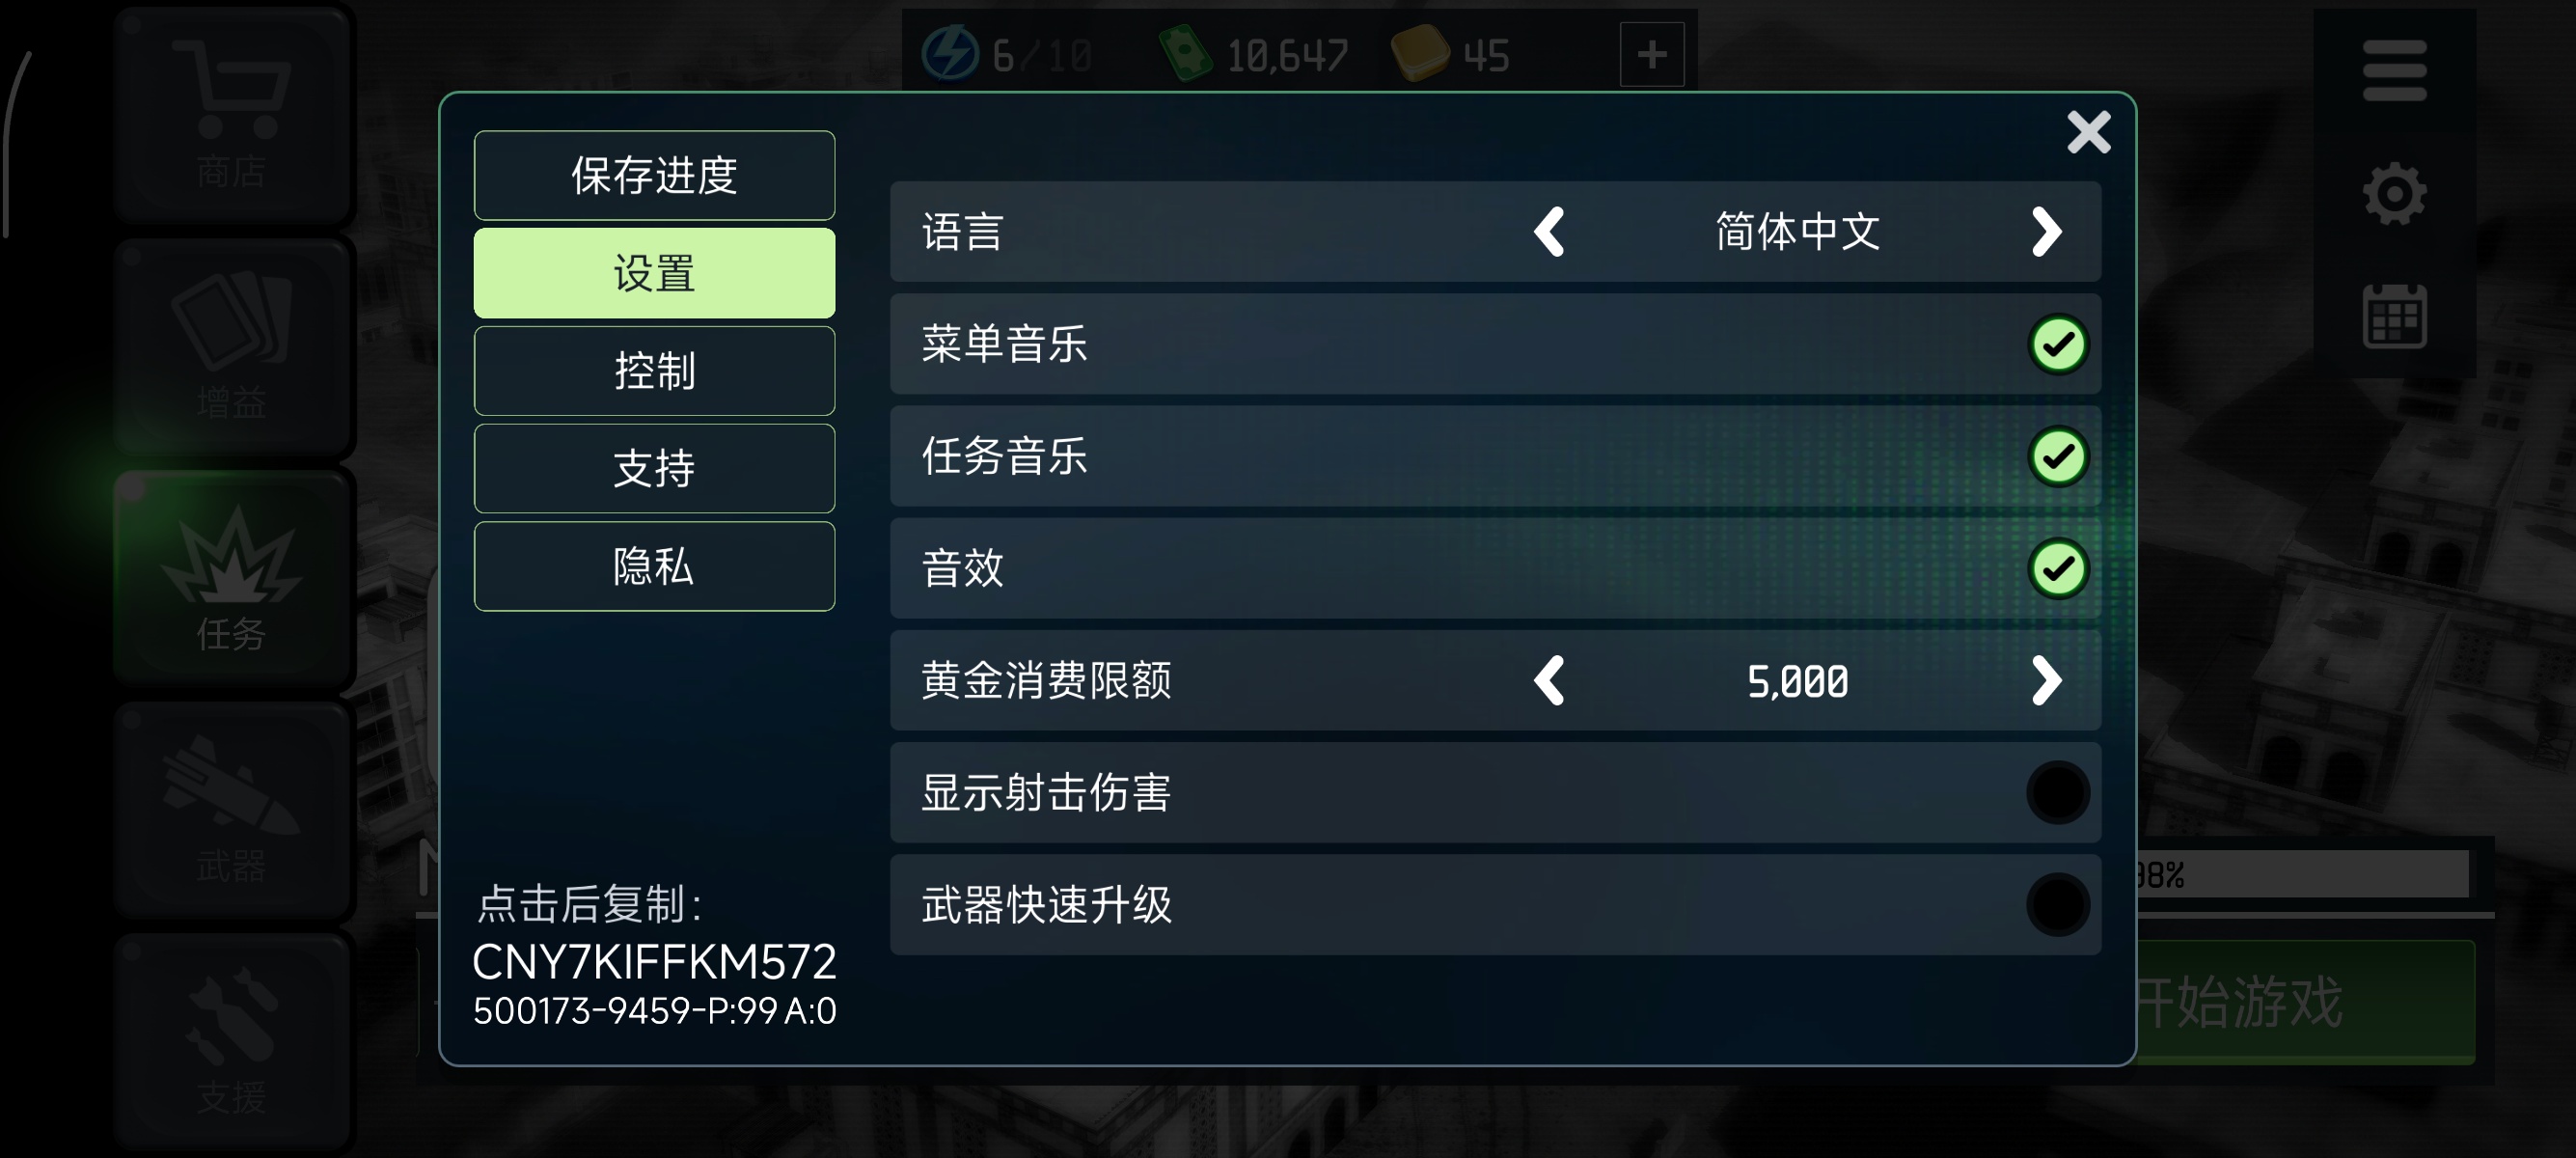 6/10
10,647
45
商店
增益
任务
武器
支援
保存进度
设置
控制
支持
隐私
点击后复制：
CNY7KIFFKM572
500173-9459-P:99 A:0
语言
简体中文
菜单音乐
任务音乐
音效
黄金消费限额
5,000
显示射击伤害
武器快速升级
98%
开始游戏